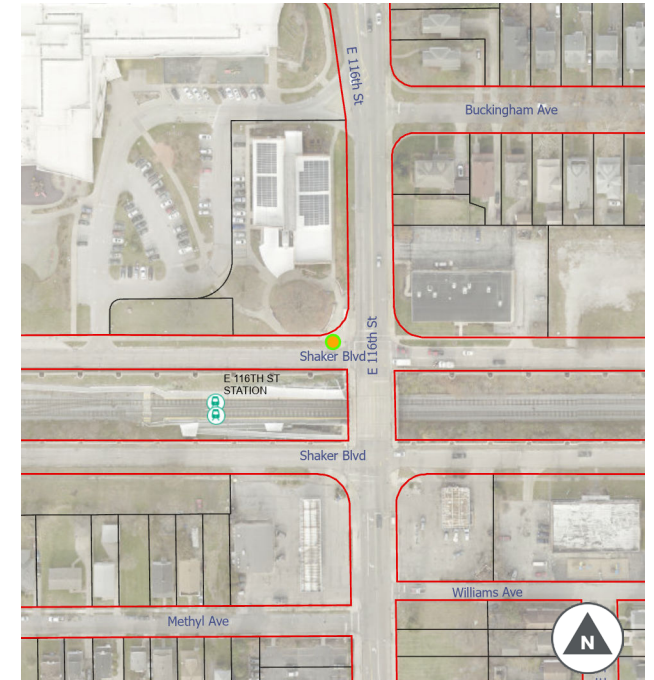 E 116th St
Buckingham Ave
E 116th St
Shaker Blvd
E 116TH ST
STATION
Shaker Blvd
Williams Ave
Methyl Ave
N